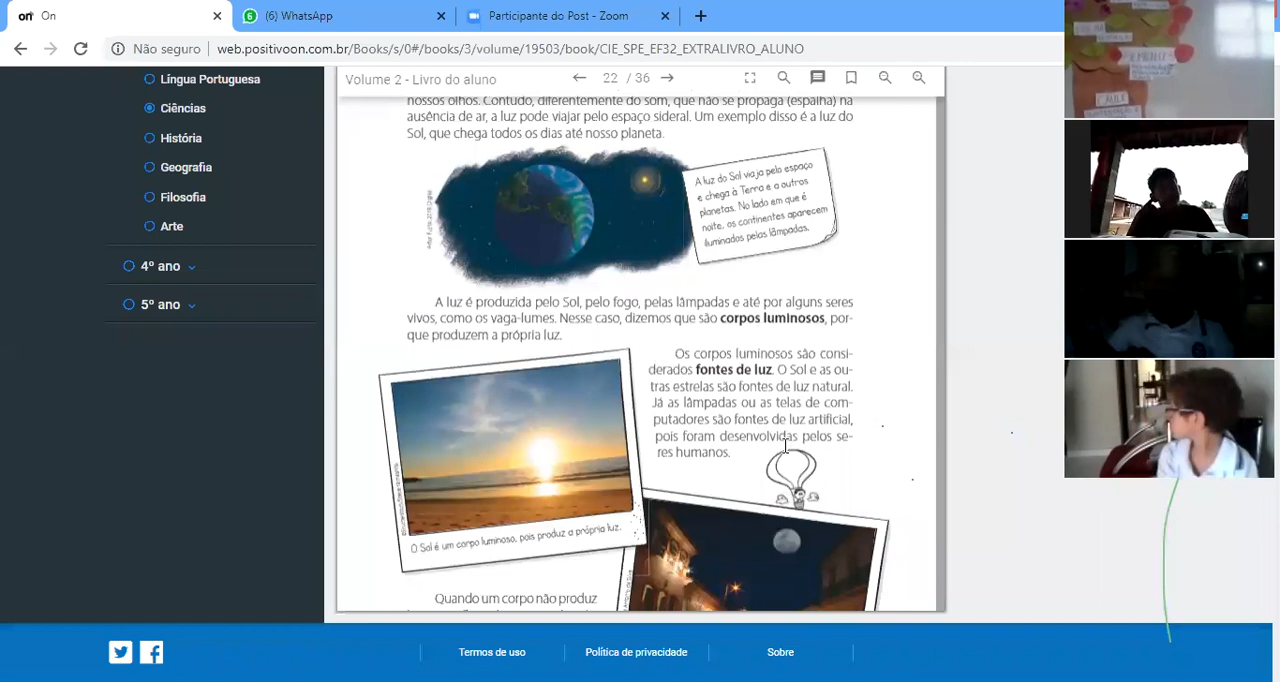 on On
(6) WhatsApp
Participante do Post - Zoom
Não seguro
web.positivoon.com.br/Books/s/0#/books/3/volume/19503/book/CIE_SPE_EF32_EXTRALIVRO_ALUNO
Língua Portuguesa
Ciências
História
Geografia
Filosofia
Arte
4º ano
5º ano
Volume 2 - Livro do aluno
22 / 36
nossos olhos. Contudo, diferentemente do som, que não se propaga (espalha) na
ausência de ar, a luz pode viajar pelo espaço sideral. Um exemplo disso é a luz do
Sol, que chega todos os dias até nosso planeta.
A luz do Sol viaja pelo espaço
e chega à Terra e a outros
planetas. No lado em que é
noite, os continentes aparecem
iluminados pelas lâmpadas.
A luz é produzida pelo Sol, pelo fogo, pelas lâmpadas e até por alguns seres
vivos, como os vaga-lumes. Nesse caso, dizemos que são corpos luminosos, por-
que produzem a própria luz.
Os corpos luminosos são consi-
derados fontes de luz. O Sol e as ou-
tras estrelas são fontes de luz natural.
Já as lâmpadas ou as telas de com-
putadores são fontes de luz artificial,
pois foram desenvolvidas pelos se-
res humanos.
O Sol é um corpo luminoso, pois produz a própria luz.
Quando um corpo não produz
Termos de uso
Política de privacidade
Sobre